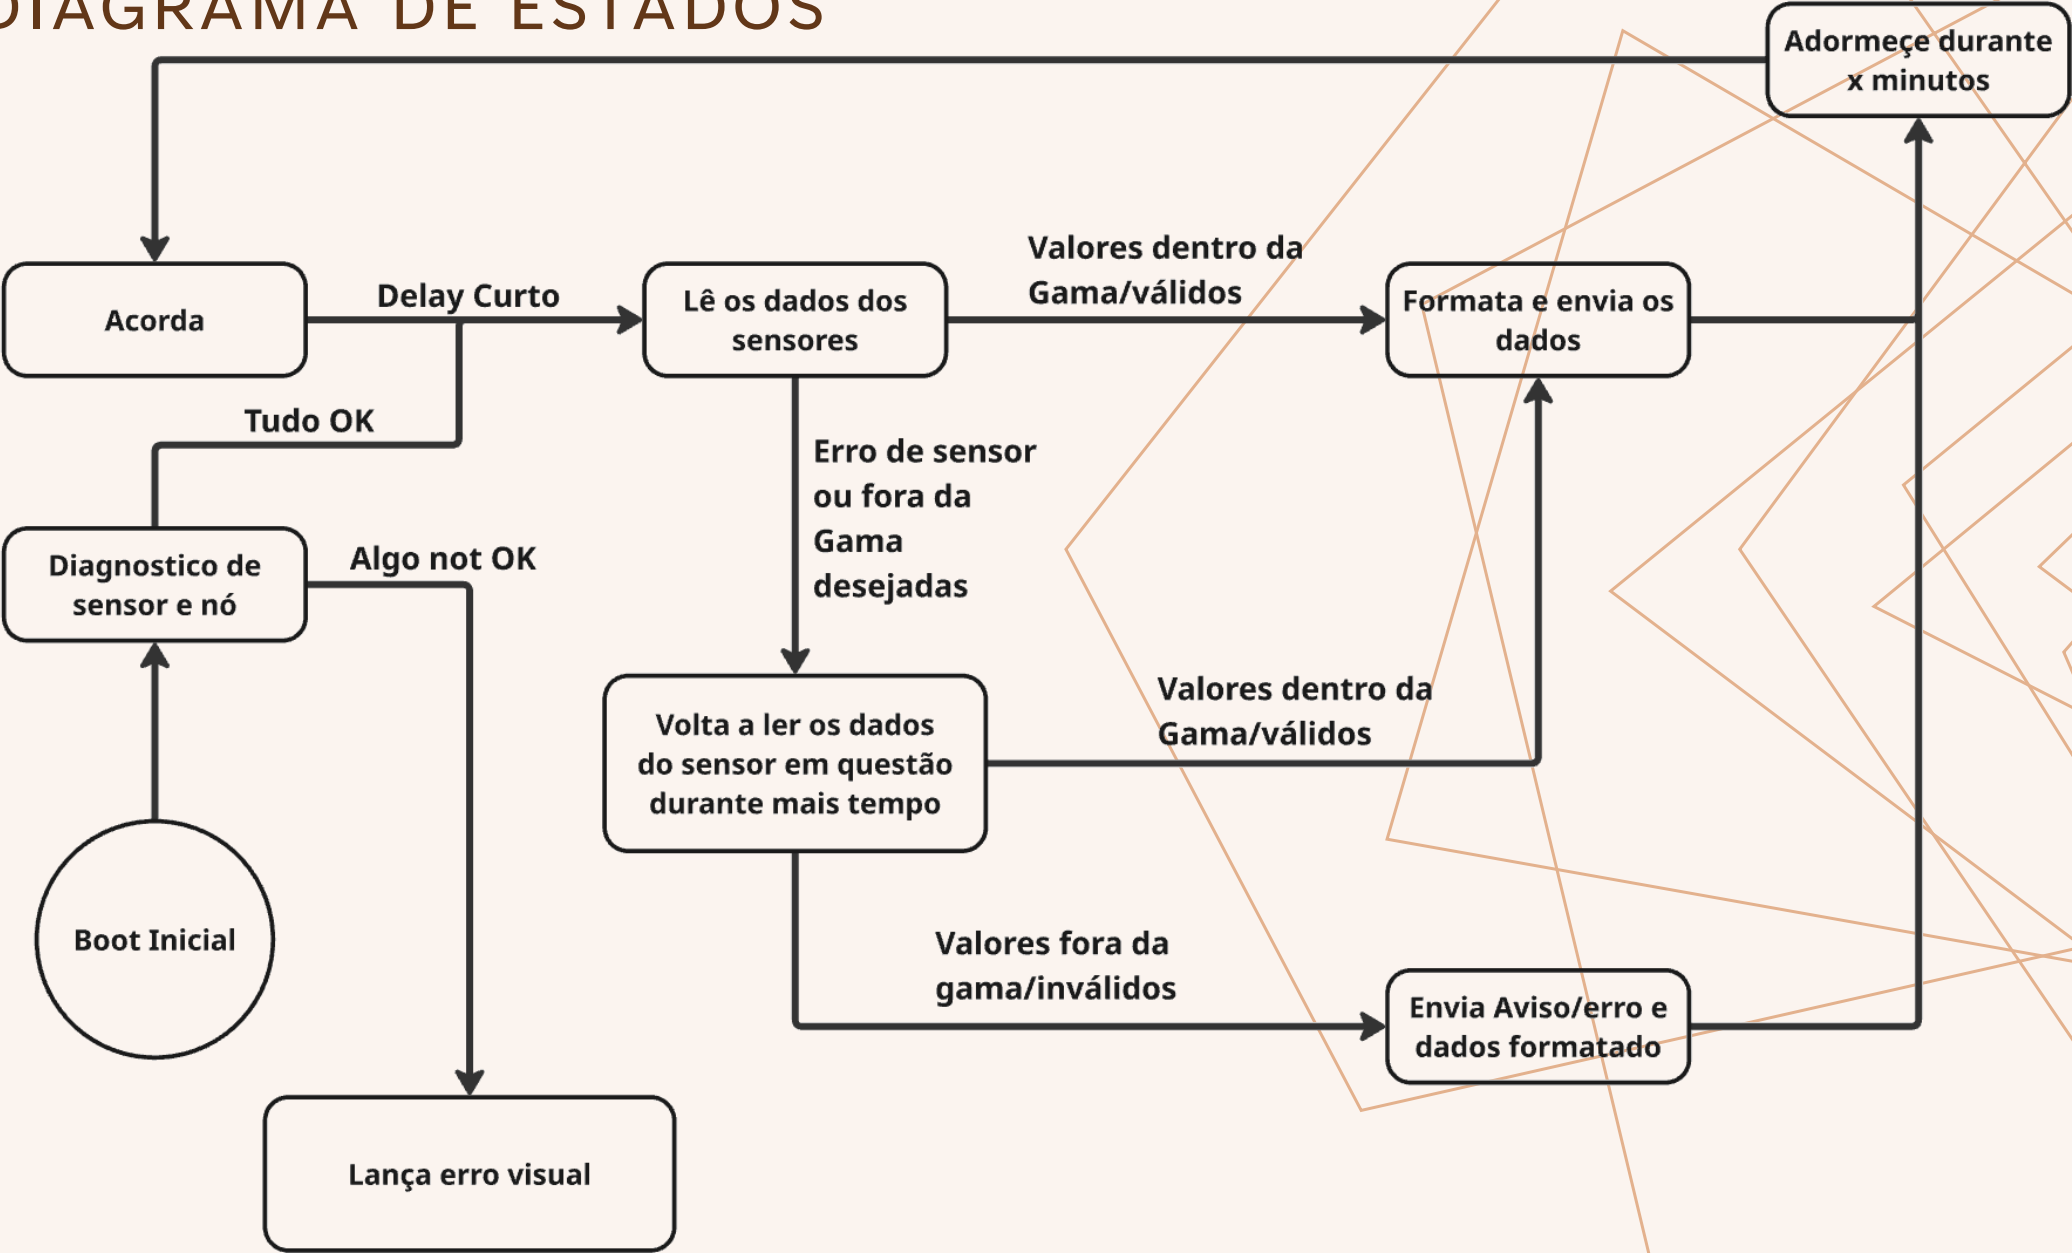 DIAGRAMA DE ESTADOS
Adormeçe durante
x minutos
Acorda
Delay Curto
Lê os dados dos
sensores
Valores dentro da
Gama/válidos
Formata e envia os
dados
Tudo OK
Erro de sensor
ou fora da
Gama
desejadas
Diagnostico de
sensor e nó
Algo not OK
Volta a ler os dados
do sensor em questão
durante mais tempo
Valores dentro da
Gama/válidos
Boot Inicial
Valores fora da
gama/inválidos
Envia Aviso/erro e
dados formatado
Lança erro visual